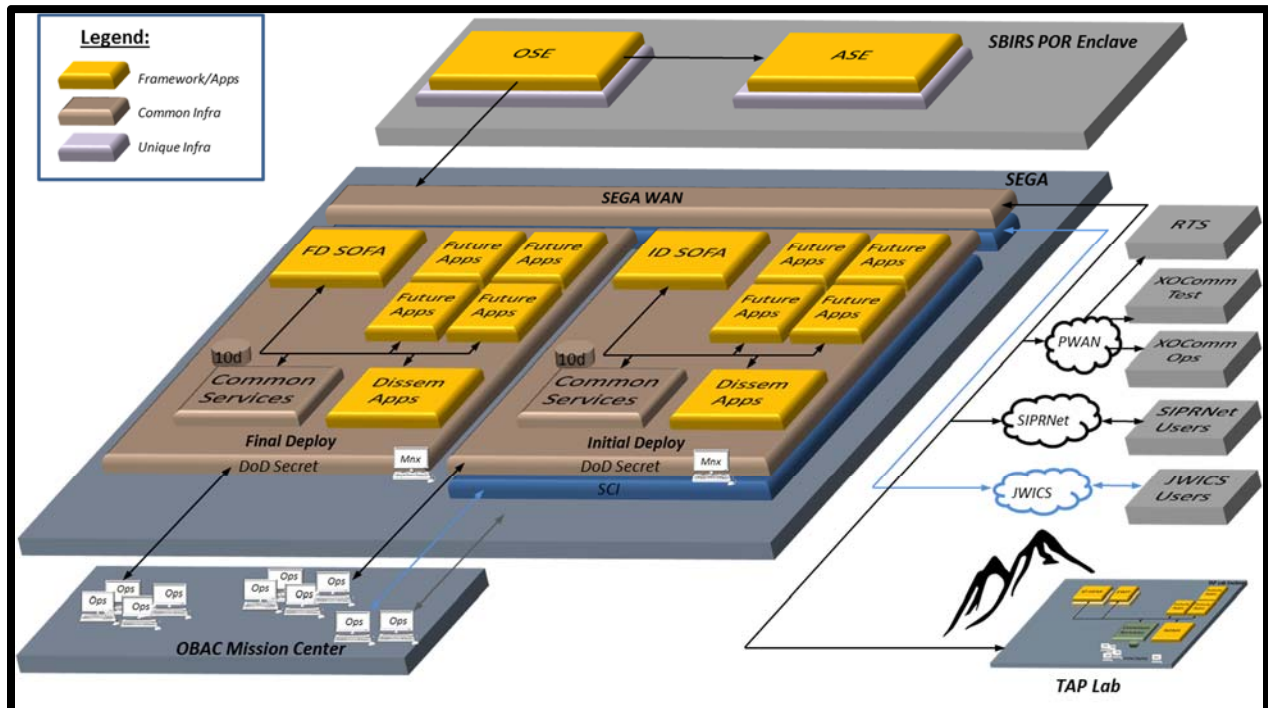 Legend:
Framework/Apps
Common Infra
Unique Infra
SBIRS POR Enclave
OSE
ASE
SEGA
SEGA WAN
FD SOFA
Future
Apps
Future
Apps
Future
Apps
Future
Apps
10d
Common
Services
Dissem
Apps
Final Deploy
DoD Secret
Mnx
ID SOFA
Future
Apps
Future
Apps
Future
Apps
Future
Apps
10d
Common
Services
Dissem
Apps
Initial Deploy
DoD Secret
Mnx
SCI
RTS
XOComm
Test
PWAN
XOComm
Ops
SIPRNet
SIPRNet
Users
JWICS
JWICS
Users
Ops
Ops
Ops
Ops
Ops
Ops
Ops
Ops
Ops
Ops
OBAC Mission Center
TAP Lab